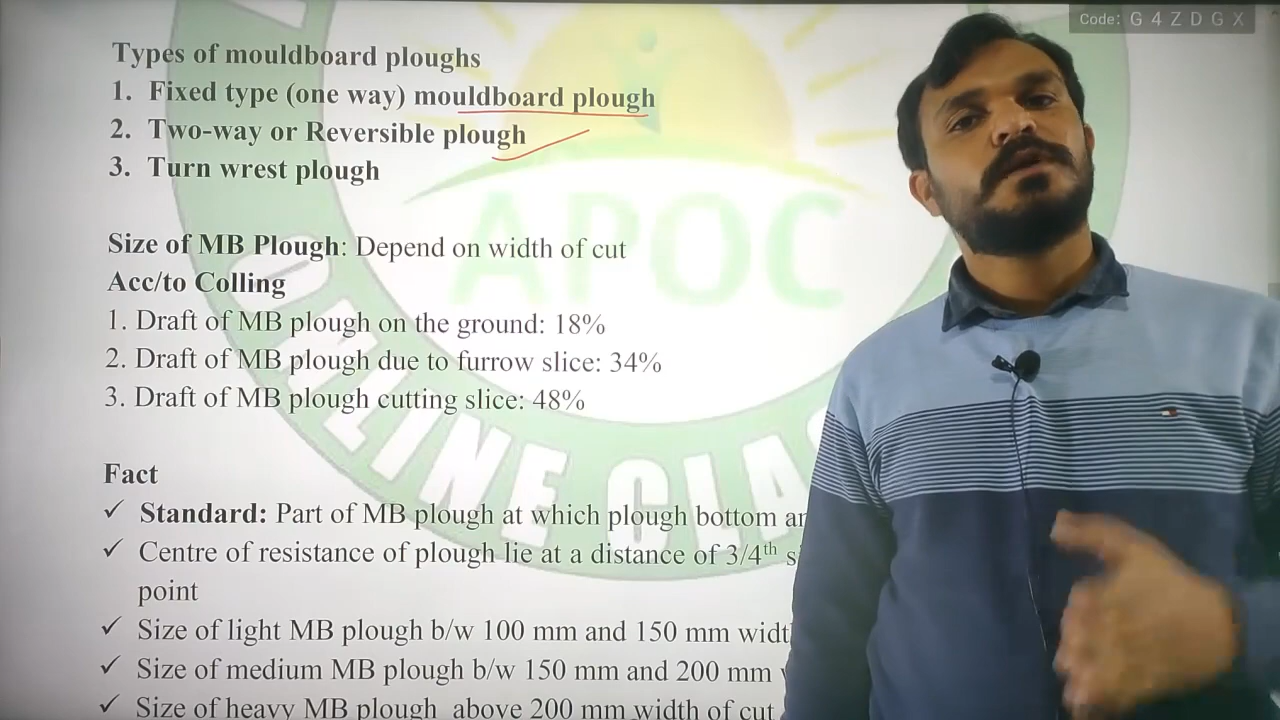 Code: G 4 Z D G X
Types of mouldboard ploughs
1. Fixed type (one way) mouldboard plough
2. Two-way or Reversible plough
3. Turn wrest plough
APOC
Size of MB Plough: Depend on width of cut
Acc/to Colling
1. Draft of MB plough on the ground: 18%
2. Draft of MB plough due to furrow slice: 34%
3. Draft of MB plough cutting slice: 48%
Fact
✓ Standard: Part of MB plough at which plough bottom
✓ Centre of resistance of plough lie at a distance of 3/4th
point
✓ Size of light MB plough b/w 100 mm and 150 mm
✓ Size of medium MB plough b/w 150 mm and 200 mm
✓ Size of heavy MB plough above 200 mm width of cut